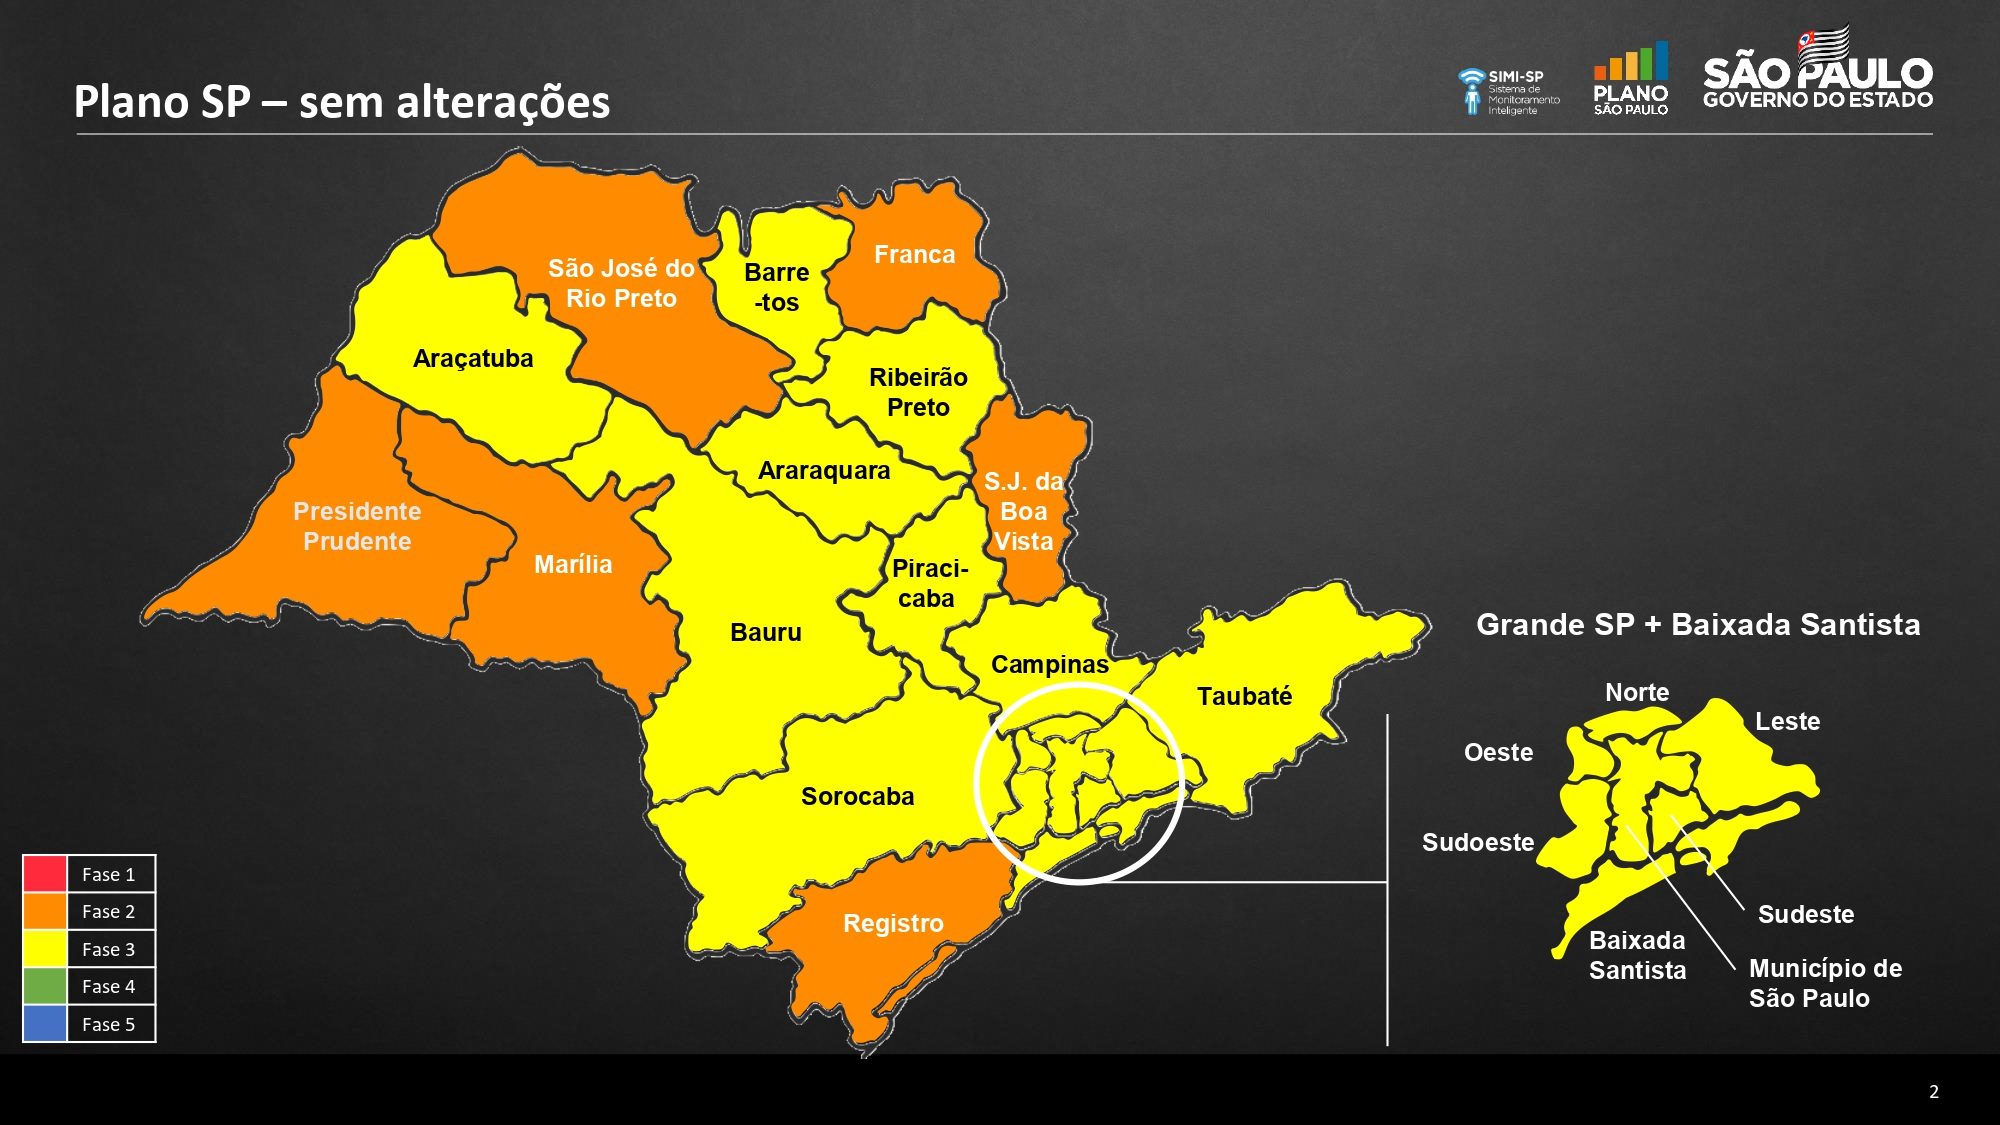 Plano SP – sem alterações
SIMI-SP
Sistema de
Monitoramento
Inteligente
PLANO
SÃO PAULO
SÃO PAULO
GOVERNO DO ESTADO
São José do
Rio Preto
Barre
-tos
Franca
Araçatuba
Ribeirão
Preto
Araraquara
S.J. da
Boa
Vista
Presidente
Prudente
Marília
Piraci-
caba
Bauru
Campinas
Taubaté
Sorocaba
Registro
Grande SP + Baixada Santista
Norte
Leste
Oeste
Sudoeste
Sudeste
Baixada
Santista
Município de
São Paulo
Fase 1
Fase 2
Fase 3
Fase 4
Fase 5
2